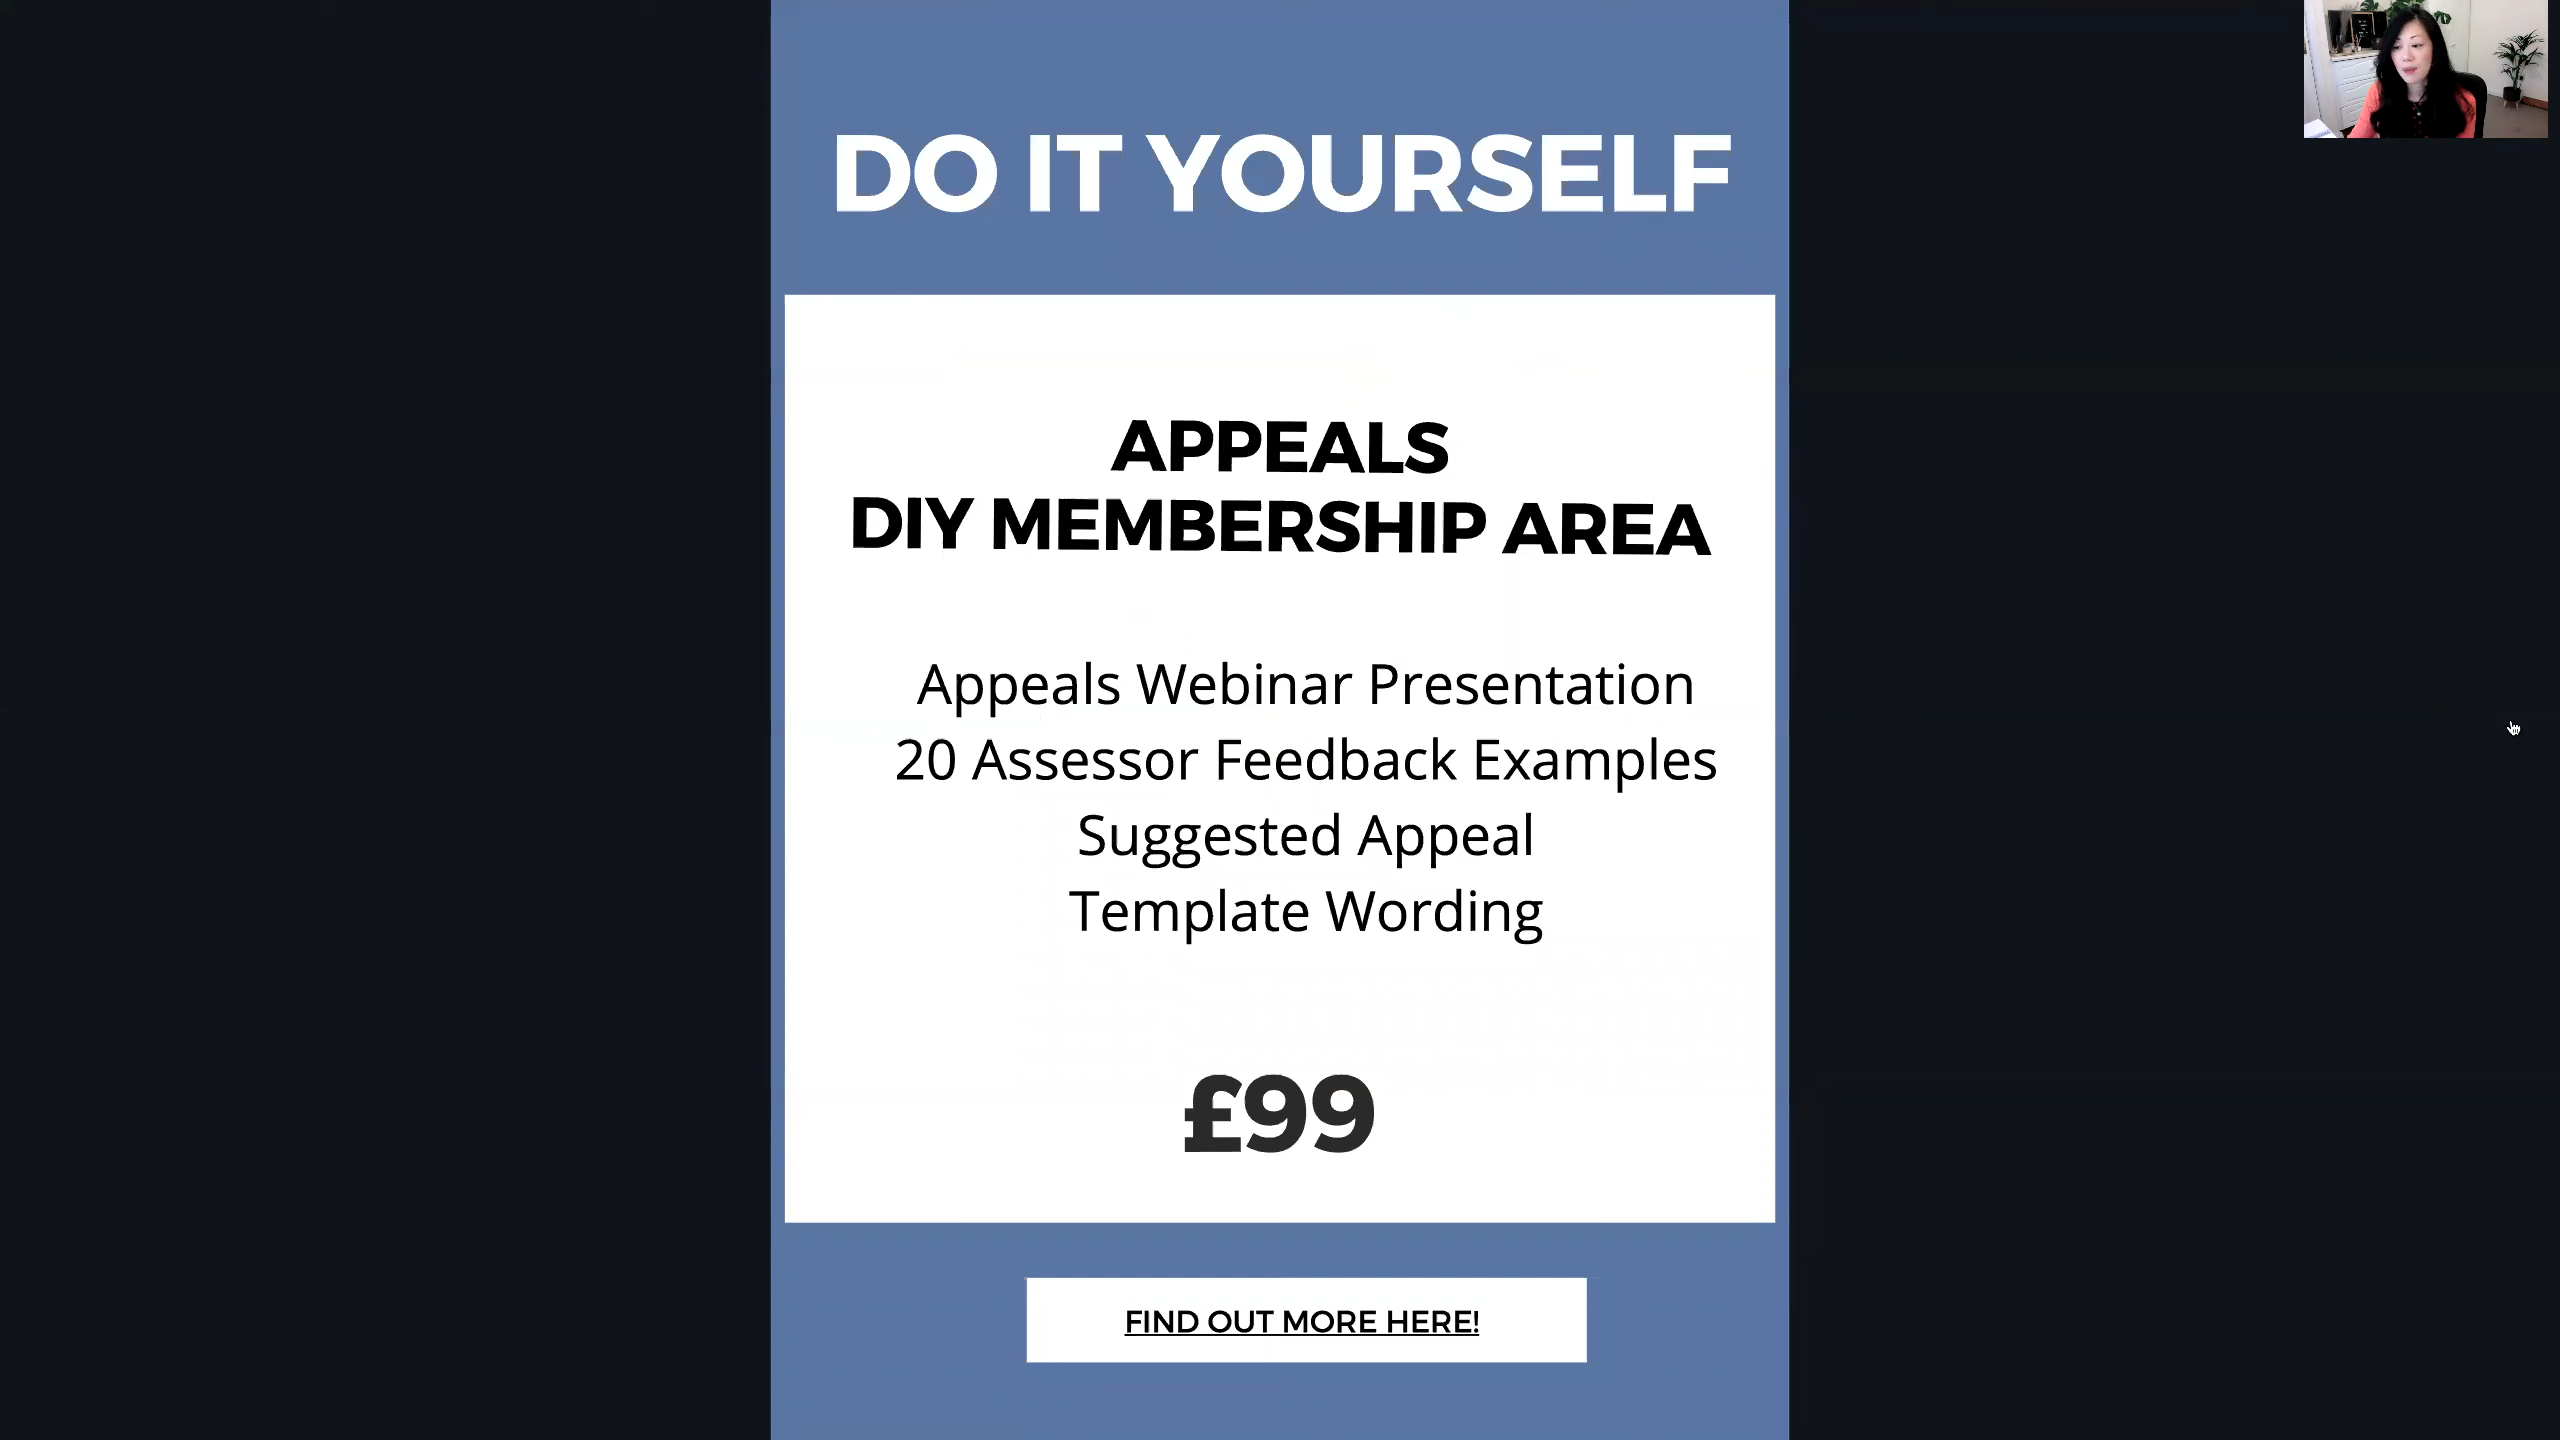 DO IT YOURSELF
APPEALS
DIY MEMBERSHIP AREA
Appeals Webinar Presentation
20 Assessor Feedback Examples
Suggested Appeal
Template Wording
£99
FIND OUT MORE HERE!